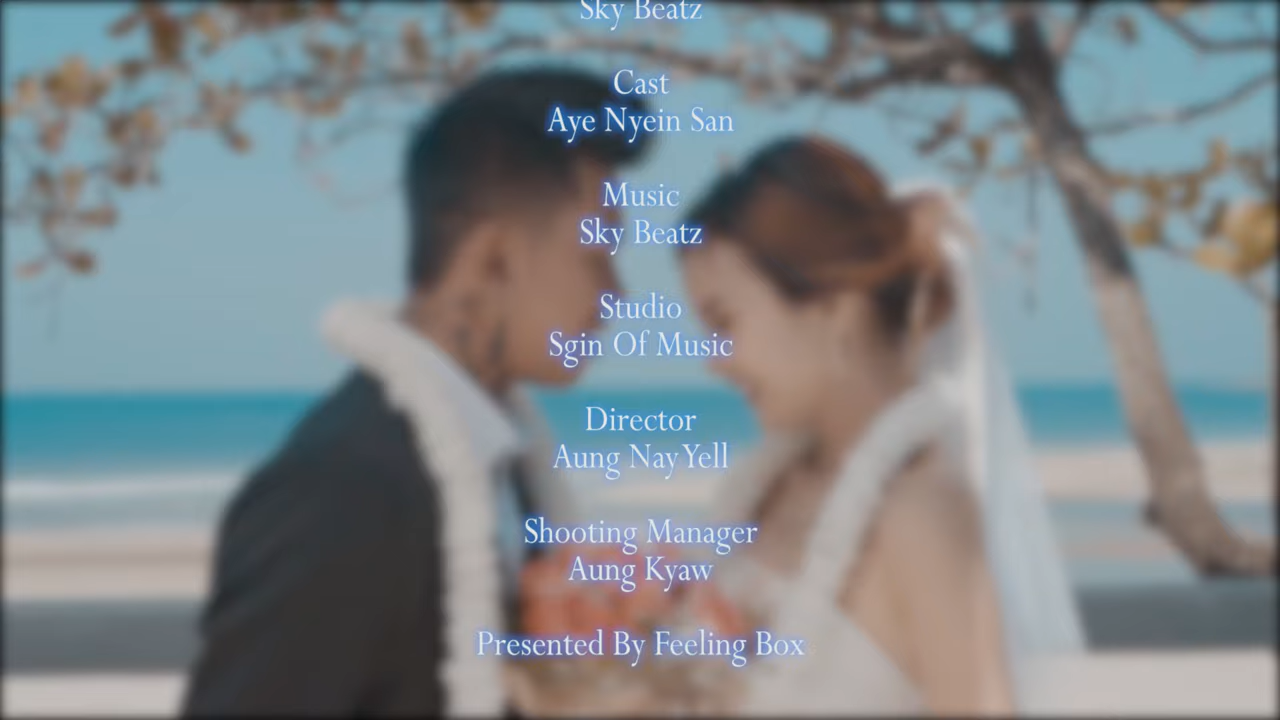 Sky Beatz
Cast
Aye Nyein San
Music
Sky Beatz
Studio
Sgin Of Music
Director
Aung Nay Yell
Shooting Manager
Aung Kyaw
Presented By Feeling Box